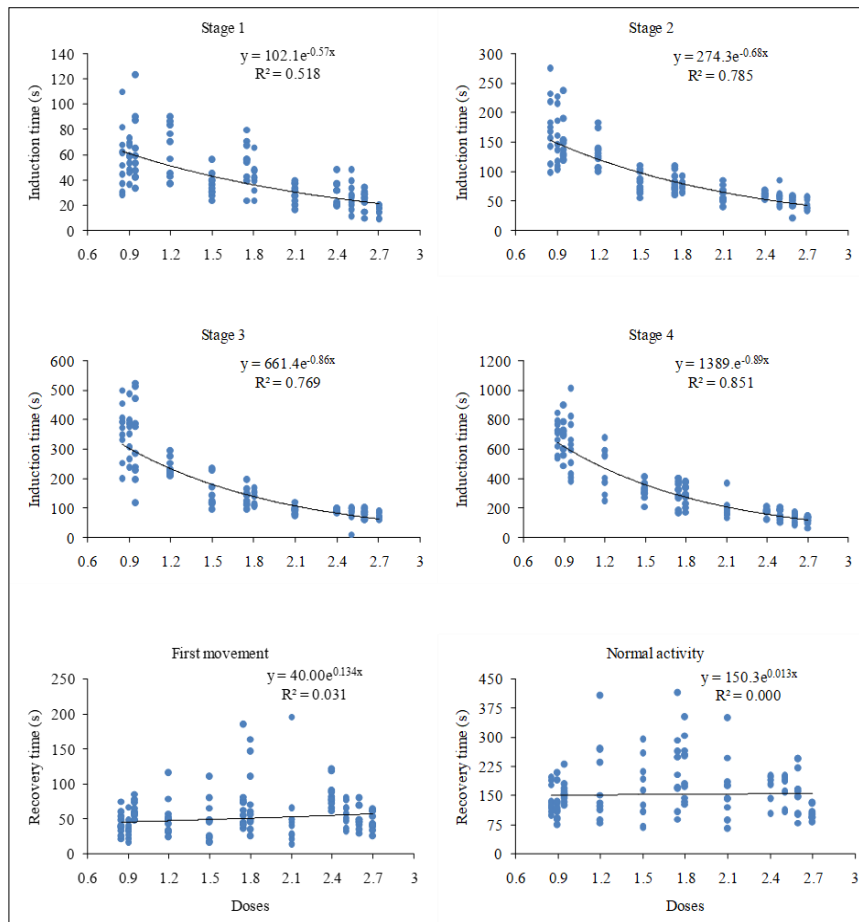 Stage 1
y = 102.1e^-0.57x
R² = 0.518
Induction time (s)
140
120
100
80
60
40
20
0
0.6 0.9 1.2 1.5 1.8 2.1 2.4 2.7 3
Stage 2
y = 274.3e^-0.68x
R² = 0.785
Induction time (s)
300
250
200
150
100
50
0
0.6 0.9 1.2 1.5 1.8 2.1 2.4 2.7 3
Stage 3
y = 661.4e^-0.86x
R² = 0.769
Induction time (s)
600
500
400
300
200
100
0
0.6 0.9 1.2 1.5 1.8 2.1 2.4 2.7 3
Stage 4
y = 1389.e^-0.89x
R² = 0.851
Induction time (s)
1200
1000
800
600
400
200
0
0.6 0.9 1.2 1.5 1.8 2.1 2.4 2.7 3
First movement
y = 40.00e^0.134x
R² = 0.031
Recovery time (s)
250
200
150
100
50
0
0.6 0.9 1.2 1.5 1.8 2.1 2.4 2.7 3
Doses
Normal activity
y = 150.3e^0.013x
R² = 0.000
Recovery time (s)
450
375
300
225
150
75
0
0.6 0.9 1.2 1.5 1.8 2.1 2.4 2.7 3
Doses